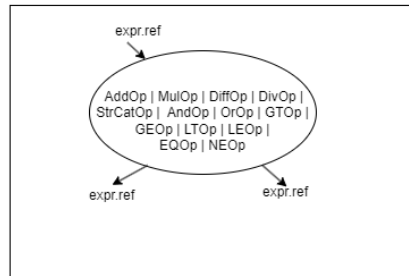 expr.ref
AddOp | MulOp | DiffOp | DivOp |
StrCatOp | AndOp | OrOp | GTOp |
GEOp | LTOp | LEOp |
EQOp | NEOp
expr.ref
expr.ref